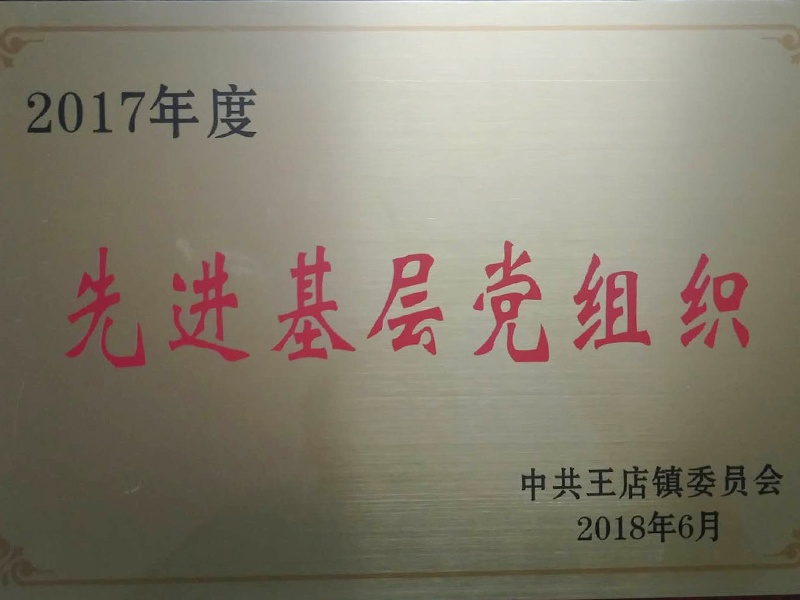 2017年度
先进基层党组织
中共王店镇委员会
2018年6月